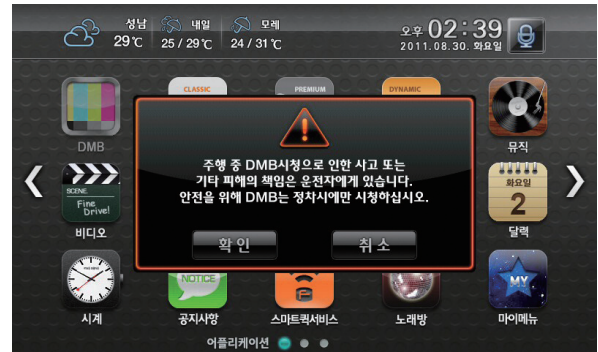 성남 내일 모레
29℃ 25 / 29℃ 24 / 31℃
오후 02:39
2011.08.30. 화요일
CLASSIC PREMIUM DYNAMIC
DMB 뮤직
주행 중 DMB시청으로 인한 사고 또는
기타 피해의 책임은 운전자에게 있습니다.
안전을 위해 DMB는 정차시에만 시청하십시오.
확인 취소
SCENE.
Fine
Drive!
비디오
화요일
2
달력
NOTICE
MY
시계 공지사항 스마트퀵서비스 노래방 마이메뉴
어플리케이션